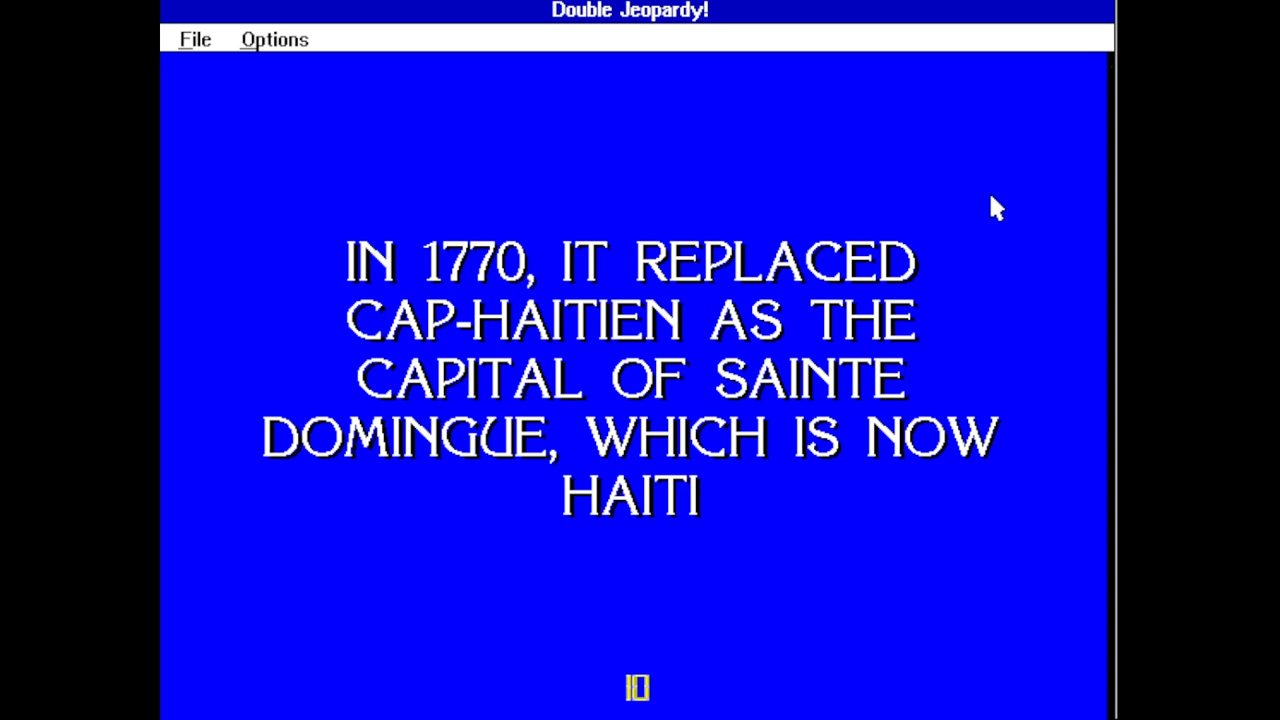 Double Jeopardy!
File Options
IN 1770, IT REPLACED
CAP-HAITIEN AS THE
CAPITAL OF SAINTE
DOMINGUE, WHICH IS NOW
HAITI
10